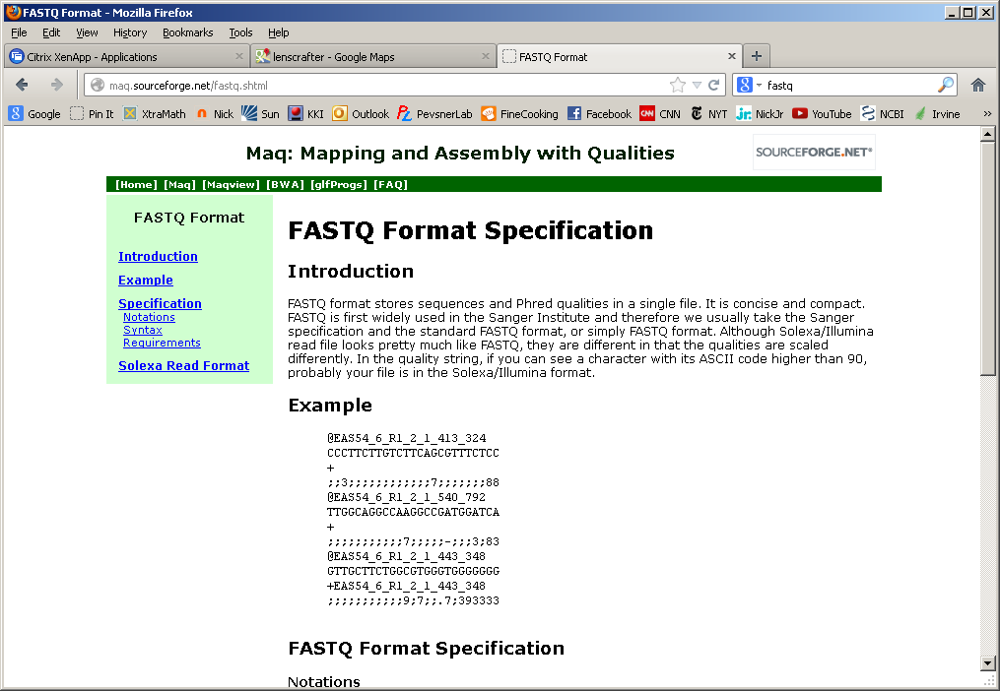 FASTQ Format - Mozilla Firefox
File Edit View History Bookmarks Tools Help
Citrix XenApp - Applications lenscrafter - Google Maps FASTQ Format
maq.sourceforge.net/fastq.shtml fastq
Google Pin It XtraMath Nick Sun KKI Outlook PevsnerLab FineCooking Facebook CNN NYT NickJr YouTube NCBI Irvine
Maq: Mapping and Assembly with Qualities
SOURCEFORGE.NET®
[Home] [Maq] [Maqview] [BWA] [glfProgs] [FAQ]
FASTQ Format
Introduction
Example
Specification
Notations
Syntax
Requirements
Solexa Read Format
FASTQ Format Specification
Introduction
FASTQ format stores sequences and Phred qualities in a single file. It is concise and compact.
FASTQ is first widely used in the Sanger Institute and therefore we usually take the Sanger
specification and the standard FASTQ format, or simply FASTQ format. Although Solexa/Illumina
read file looks pretty much like FASTQ, they are different in that the qualities are scaled
differently. In the quality string, if you can see a character with its ASCII code higher than 90,
probably your file is in the Solexa/Illumina format.
Example
@EAS54_6_R1_2_1_413_324
CCCTTCTTGTCTTCAGCGTTTCTCC
+
;;3;;;;;;;;;;;;7;;;;;;;88
@EAS54_6_R1_2_1_540_792
TTGGCAGGCCAAGGCCGATGGATCA
+
;;;;;;;;;;;7;;;;;-;;;3;83
@EAS54_6_R1_2_1_443_348
GTTGCTTCTGGCGTGGGTGGGGGGG
+EAS54_6_R1_2_1_443_348
;;;;;;;;;;;9;7;;.7;393333
FASTQ Format Specification
Notations